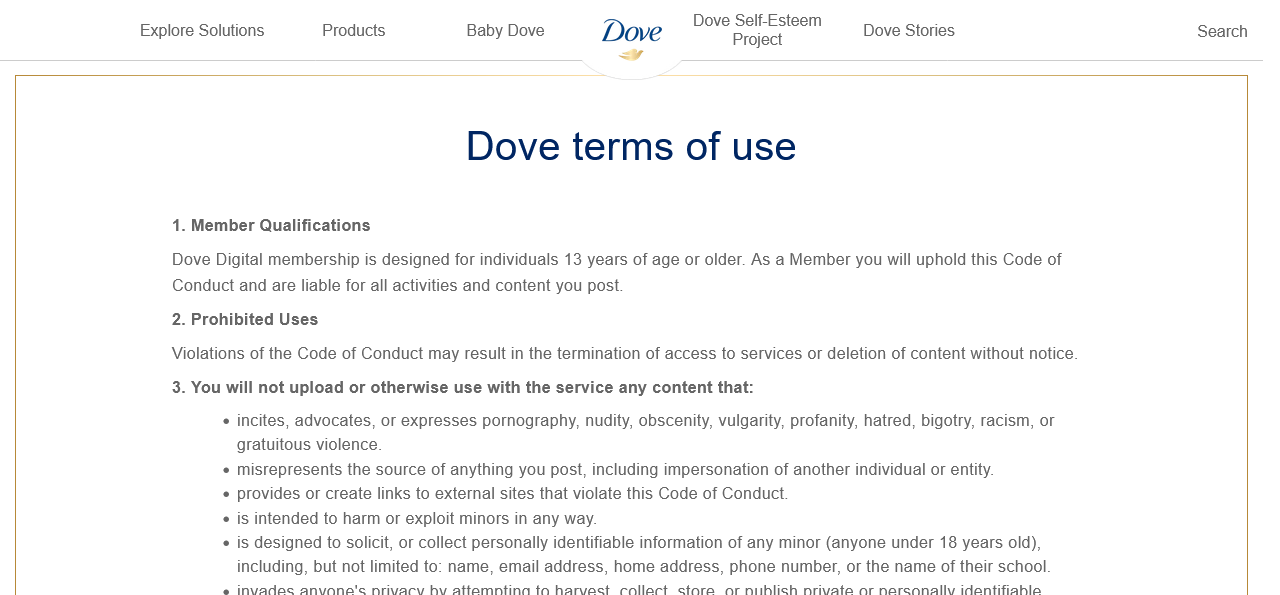 Explore Solutions
Products
Baby Dove
Dove
Dove Self-Esteem
Project
Dove Stories
Search
Dove terms of use
1. Member Qualifications
Dove Digital membership is designed for individuals 13 years of age or older. As a Member you will uphold this Code of
Conduct and are liable for all activities and content you post.
2. Prohibited Uses
Violations of the Code of Conduct may result in the termination of access to services or deletion of content without notice.
3. You will not upload or otherwise use with the service any content that:
• incites, advocates, or expresses pornography, nudity, obscenity, vulgarity, profanity, hatred, bigotry, racism, or
gratuitous violence.
• misrepresents the source of anything you post, including impersonation of another individual or entity.
• provides or create links to external sites that violate this Code of Conduct.
• is intended to harm or exploit minors in any way.
• is designed to solicit, or collect personally identifiable information of any minor (anyone under 18 years old),
including, but not limited to: name, email address, home address, phone number, or the name of their school.
• invades anyone's privacy by attempting to harvest, collect, store, or publish private or personally identifiable